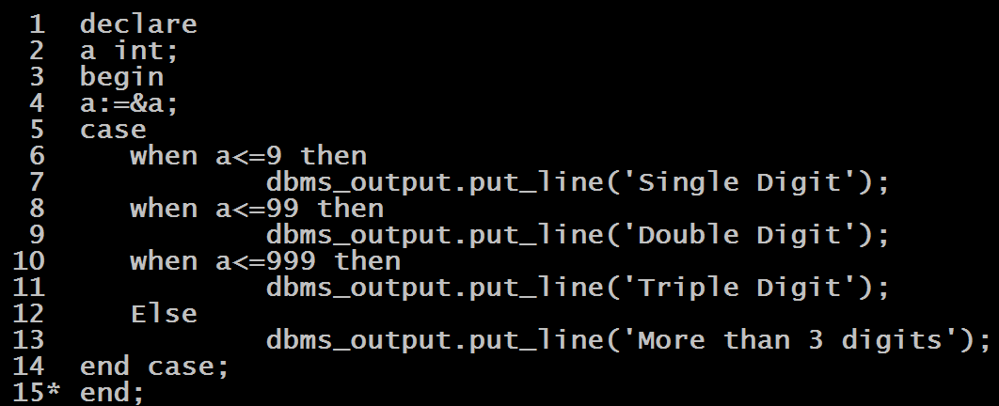 1 declare
2 a int;
3 begin
4 a:=&a;
5 case
6 when a<=9 then
7 dbms_output.put_line('Single Digit');
8 when a<=99 then
9 dbms_output.put_line('Double Digit');
10 when a<=999 then
11 dbms_output.put_line('Triple Digit');
12 Else
13 dbms_output.put_line('More than 3 digits');
14 end case;
15* end;